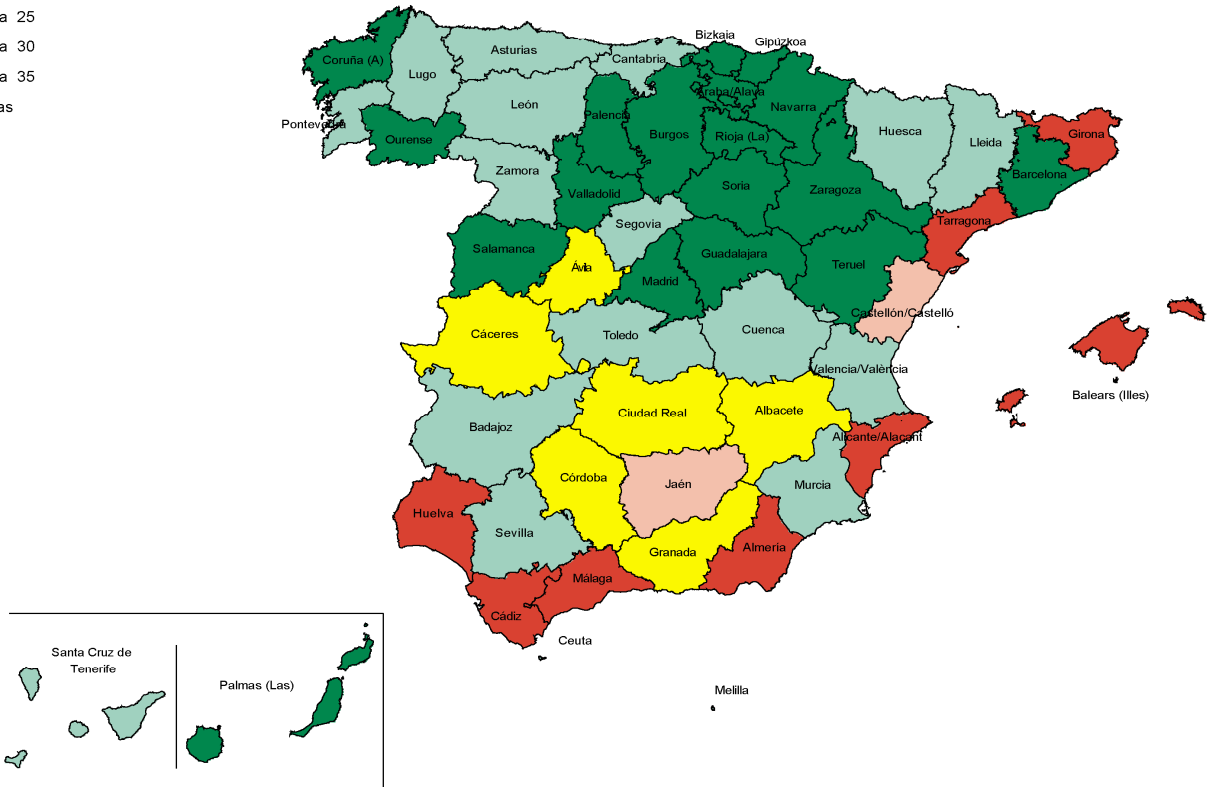 a 25
a 30
a 35
as
Bizkaia
Gipúzkoa
Asturias
Cantabria
Coruña (A)
Lugo
Araba/Alava
León
Navarra
Palencia
Pontevedra
Burgos
Rioja (La)
Huesca
Girona
Ourense
Lleida
Zamora
Barcelona
Valladolid
Soria
Zaragoza
Segovia
Tarragona
Salamanca
Guadalajara
Ávila
Teruel
Madrid
Castellón/Castelló
Cáceres
Toledo
Cuenca
Valencia/València
Balears (Illes)
Ciudad Real
Albacete
Badajoz
Alicante/Alacant
Córdoba
Jaén
Murcia
Huelva
Sevilla
Granada
Almeria
Málaga
Cádiz
Ceuta
Santa Cruz de
Tenerife
Palmas (Las)
Melilla